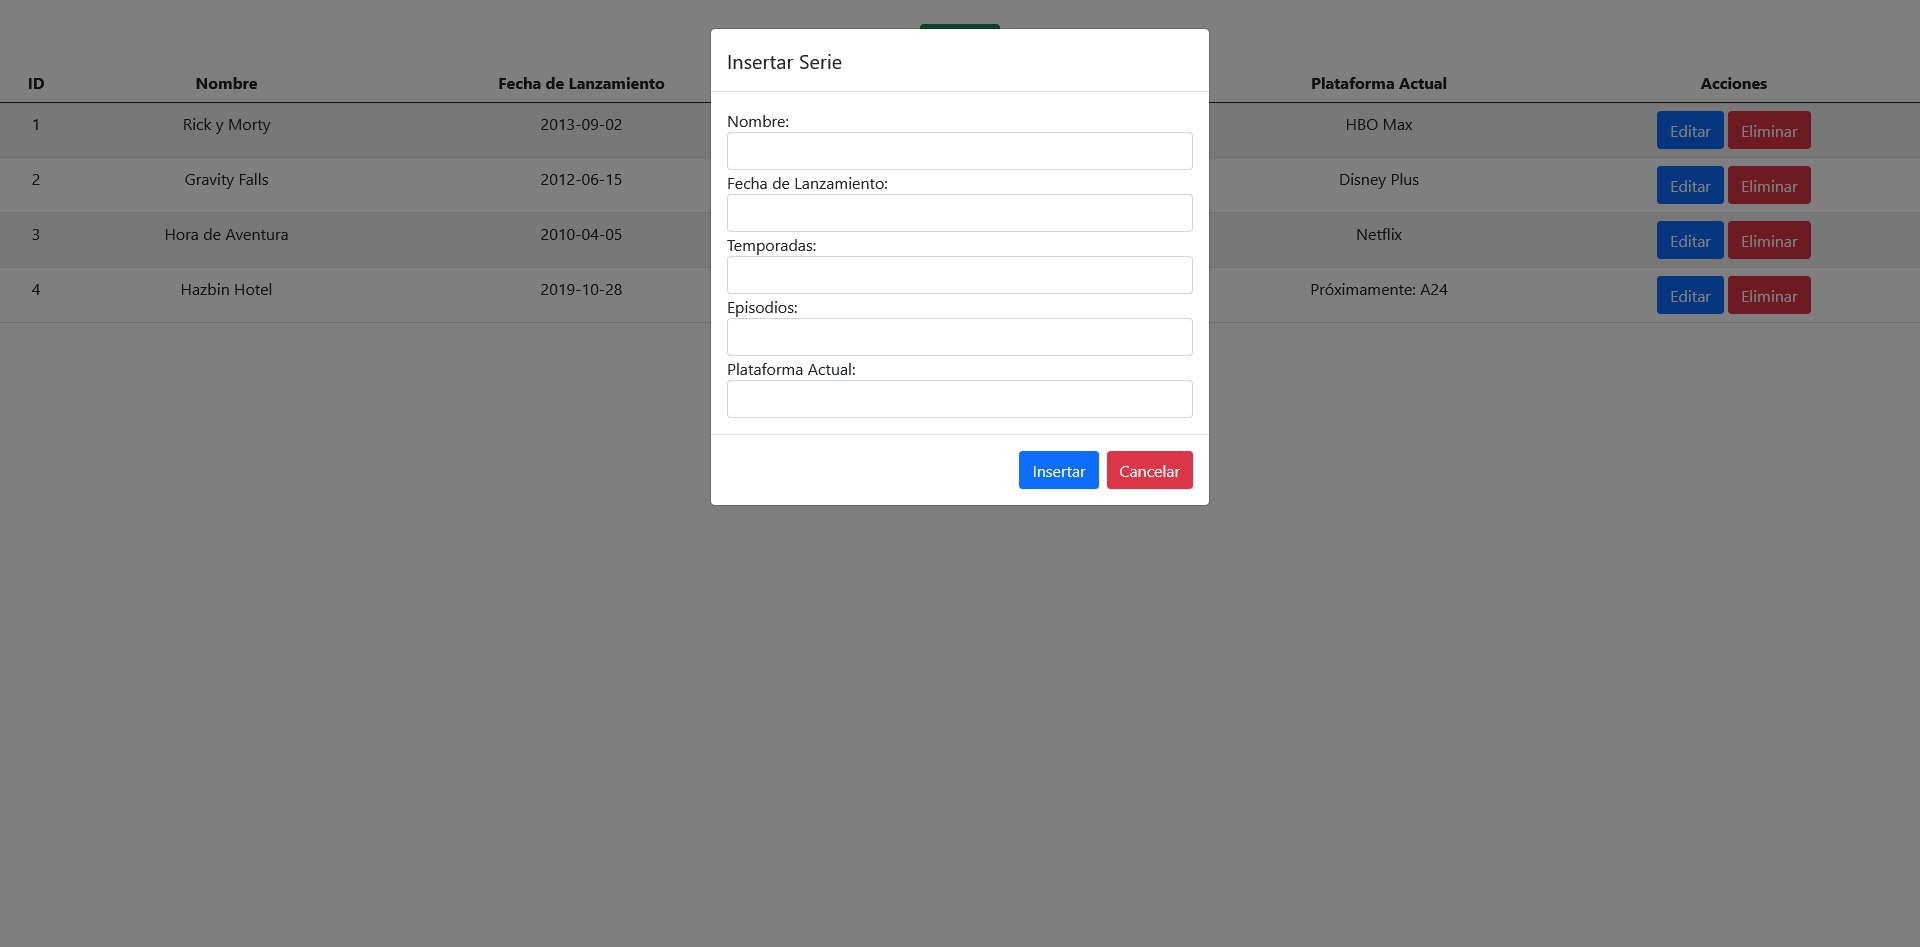 Insertar Serie
ID Nombre Fecha de Lanzamiento Plataforma Actual Acciones
1 Rick y Morty 2013-09-02 HBO Max Editar Eliminar
2 Gravity Falls 2012-06-15 Disney Plus Editar Eliminar
3 Hora de Aventura 2010-04-05 Netflix Editar Eliminar
4 Hazbin Hotel 2019-10-28 Próximamente: A24 Editar Eliminar
Nombre:
Fecha de Lanzamiento:
Temporadas:
Episodios:
Plataforma Actual:
Insertar Cancelar